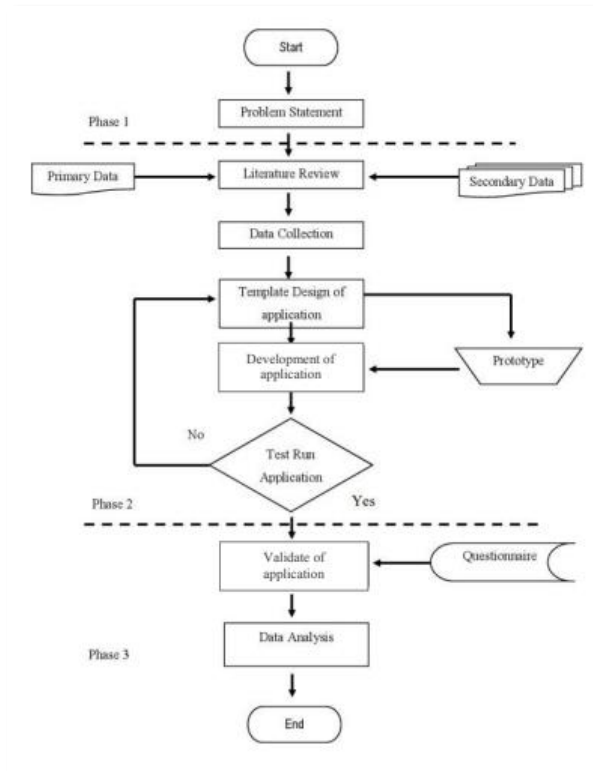 Start
Problem Statement
Phase 1
Primary Data
Literature Review
Secondary Data
Data Collection
Template Design of
application
Development of
application
Prototype
No
Test Run
Application
Yes
Phase 2
Validate of
application
Questionnaire
Data Analysis
Phase 3
End